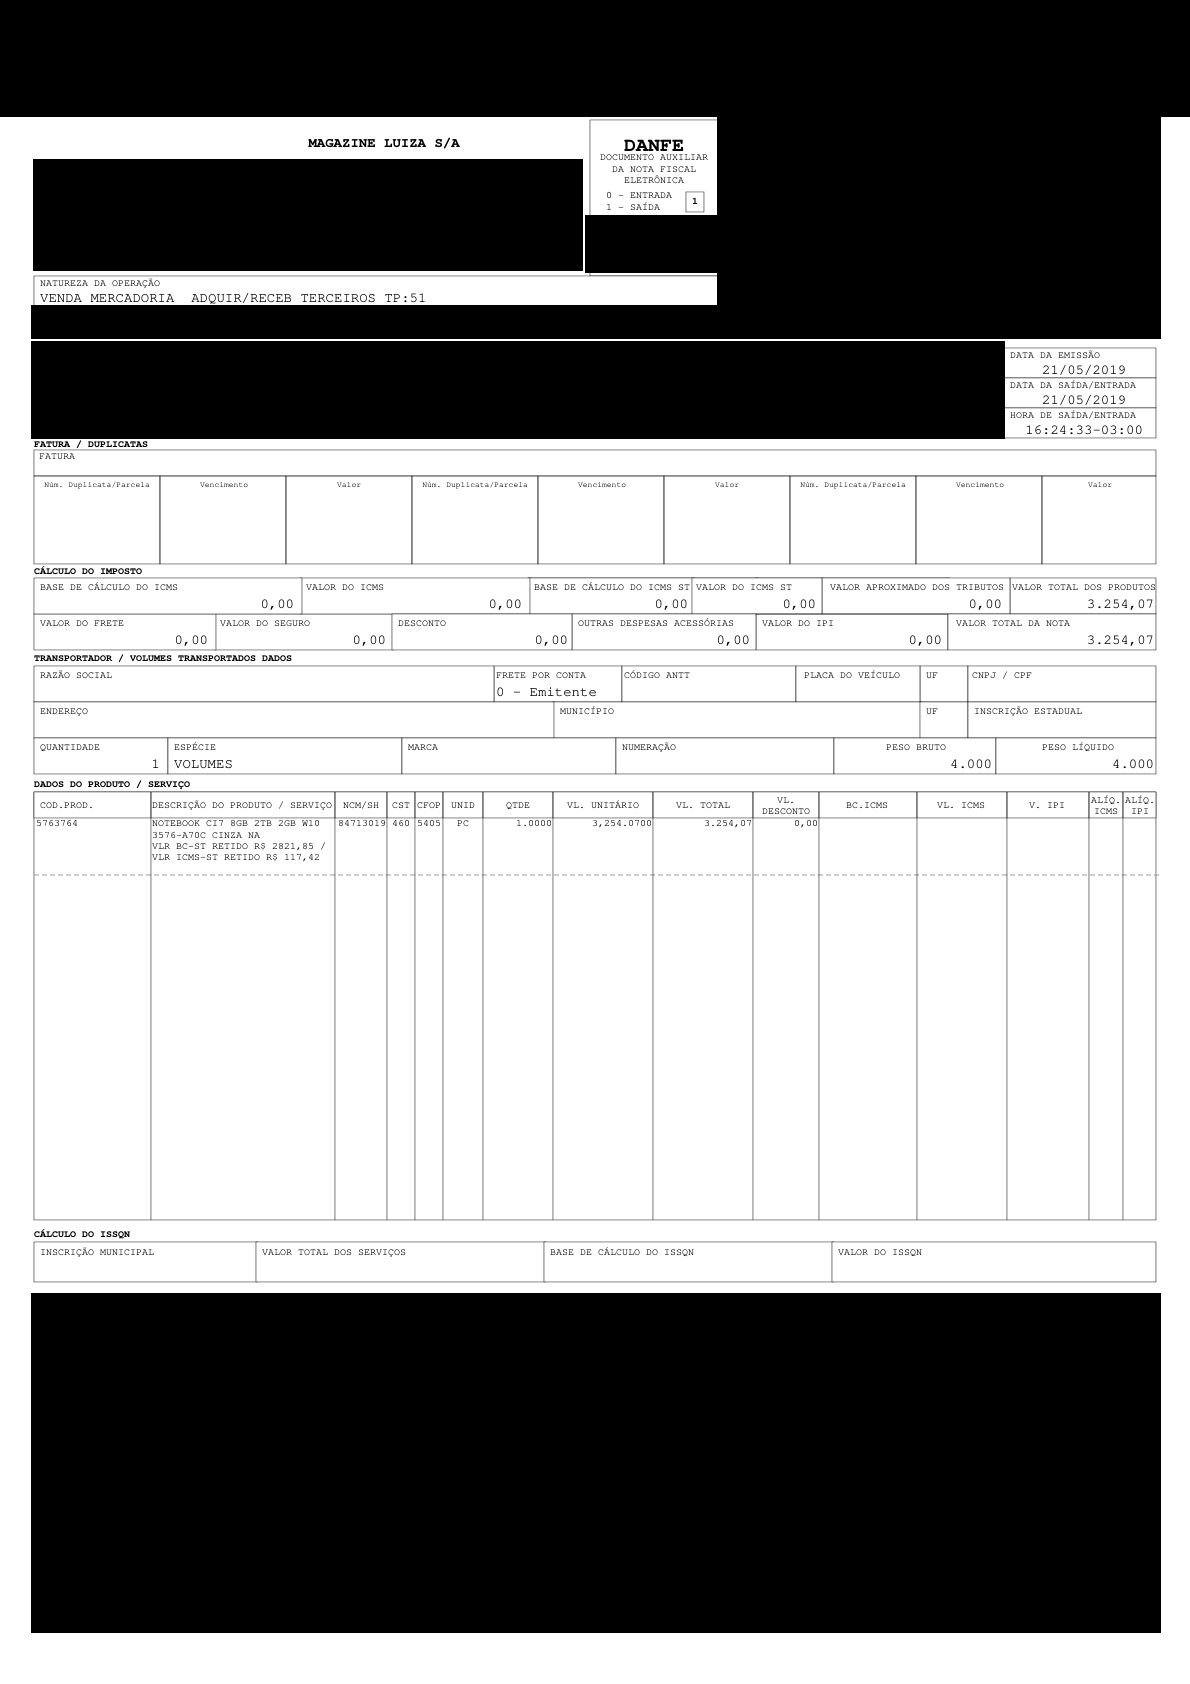 MAGAZINE LUIZA S/A
DANFE
DOCUMENTO AUXILIAR
DA NOTA FISCAL
ELETRÔNICA
0 - ENTRADA
1 - SAÍDA
1
NATUREZA DA OPERAÇÃO
VENDA MERCADORIA  ADQUIR/RECEB TERCEIROS TP:51
DATA DA EMISSÃO
21/05/2019
DATA DA SAÍDA/ENTRADA
21/05/2019
HORA DE SAÍDA/ENTRADA
16:24:33-03:00
FATURA / DUPLICATAS
FATURA
Núm. Duplicata/Parcela Vencimento Valor Núm. Duplicata/Parcela Vencimento Valor Núm. Duplicata/Parcela Vencimento Valor
CÁLCULO DO IMPOSTO
BASE DE CÁLCULO DO ICMS VALOR DO ICMS BASE DE CÁLCULO DO ICMS ST VALOR DO ICMS ST VALOR APROXIMADO DOS TRIBUTOS VALOR TOTAL DOS PRODUTOS
0,00 0,00 0,00 0,00 0,00 3.254,07
VALOR DO FRETE VALOR DO SEGURO DESCONTO OUTRAS DESPESAS ACESSÓRIAS VALOR DO IPI VALOR TOTAL DA NOTA
0,00 0,00 0,00 0,00 0,00 3.254,07
TRANSPORTADOR / VOLUMES TRANSPORTADOS DADOS
RAZÃO SOCIAL FRETE POR CONTA CÓDIGO ANTT PLACA DO VEÍCULO UF CNPJ / CPF
0 - Emitente
ENDEREÇO MUNICÍPIO UF INSCRIÇÃO ESTADUAL
QUANTIDADE ESPÉCIE MARCA NUMERAÇÃO PESO BRUTO PESO LÍQUIDO
1 VOLUMES 4.000 4.000
DADOS DO PRODUTO / SERVIÇO
COD.PROD. DESCRIÇÃO DO PRODUTO / SERVIÇO NCM/SH CST CFOP UNID QTDE VL. UNITÁRIO VL. TOTAL VL. DESCONTO BC.ICMS VL. ICMS V. IPI ALÍQ. ICMS ALÍQ. IPI
5763764 NOTEBOOK CI7 8GB 2TB 2GB W10 84713019 460 5405 PC 1.0000 3,254.0700 3.254,07 0,00
3576-A70C CINZA NA
VLR BC-ST RETIDO R$ 2821,85 /
VLR ICMS-ST RETIDO R$ 117,42
CÁLCULO DO ISSQN
INSCRIÇÃO MUNICIPAL VALOR TOTAL DOS SERVIÇOS BASE DE CÁLCULO DO ISSQN VALOR DO ISSQN